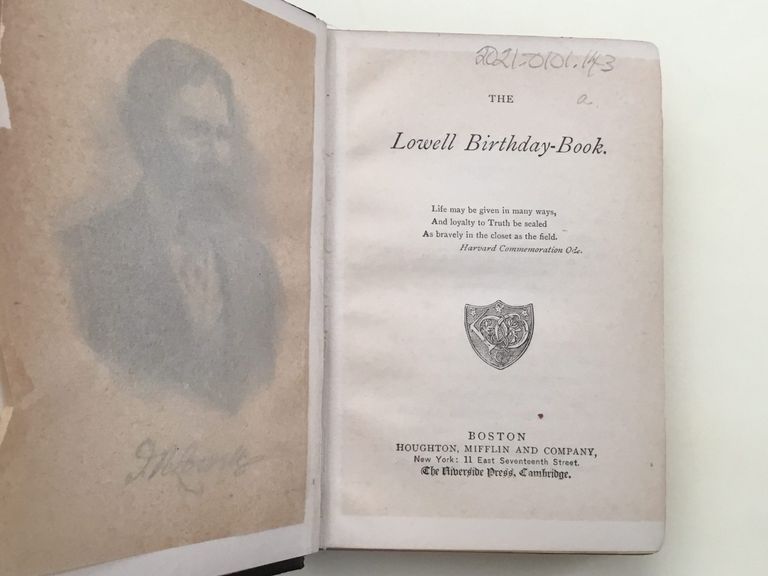 2021-0101.143
a.
THE
Lowell Birthday-Book.
Life may be given in many ways,
And loyalty to Truth be sealed
As bravely in the closet as the field.
Harvard Commemoration Ode.
BOSTON
HOUGHTON, MIFFLIN AND COMPANY,
New York: 11 East Seventeenth Street.
The Riverside Press, Cambridge.